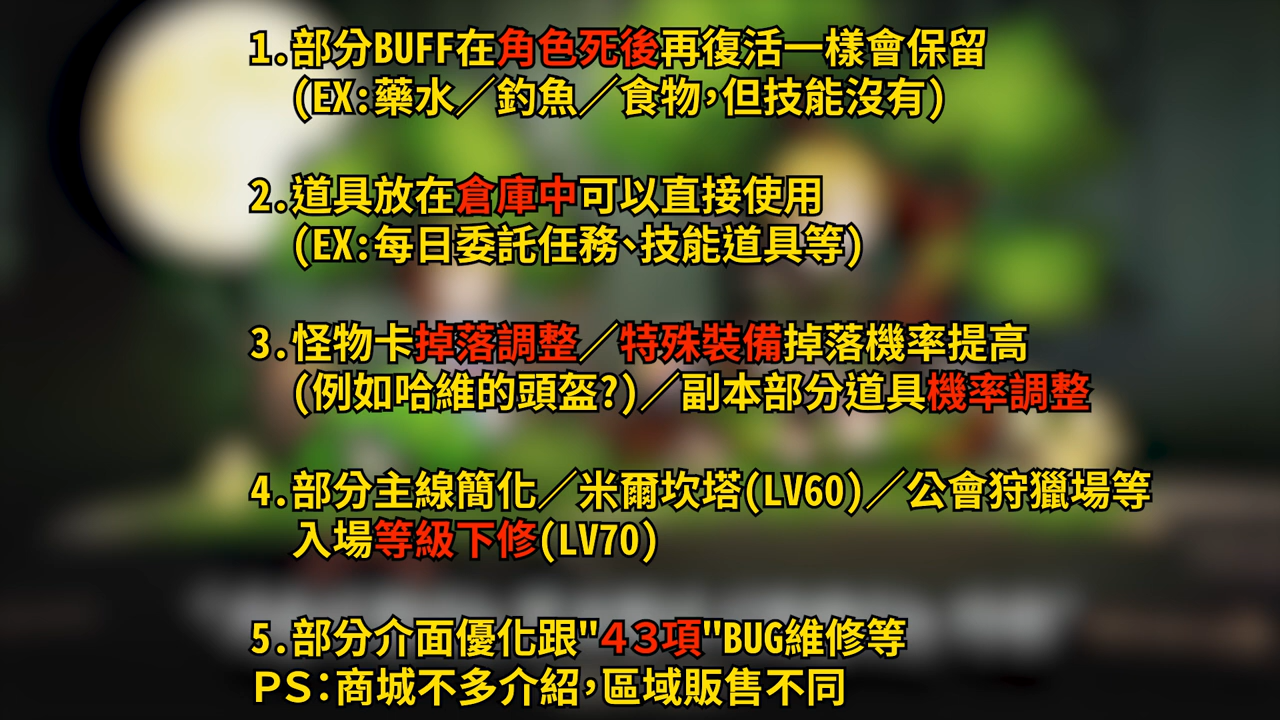 1.部分BUFF在角色死後再復活一樣會保留
(EX:藥水／釣魚／食物,但技能沒有)
2.道具放在倉庫中可以直接使用
(EX:每日委託任務、技能道具等)
3.怪物卡掉落調整／特殊裝備掉落機率提高
(例如哈維的頭盔?)／副本部分道具機率調整
4.部分主線簡化／米爾坎塔(LV60)／公會狩獵場等
入場等級下修(LV70)
5.部分介面優化跟"４３項"BUG維修等
ＰＳ：商城不多介紹,區域販售不同